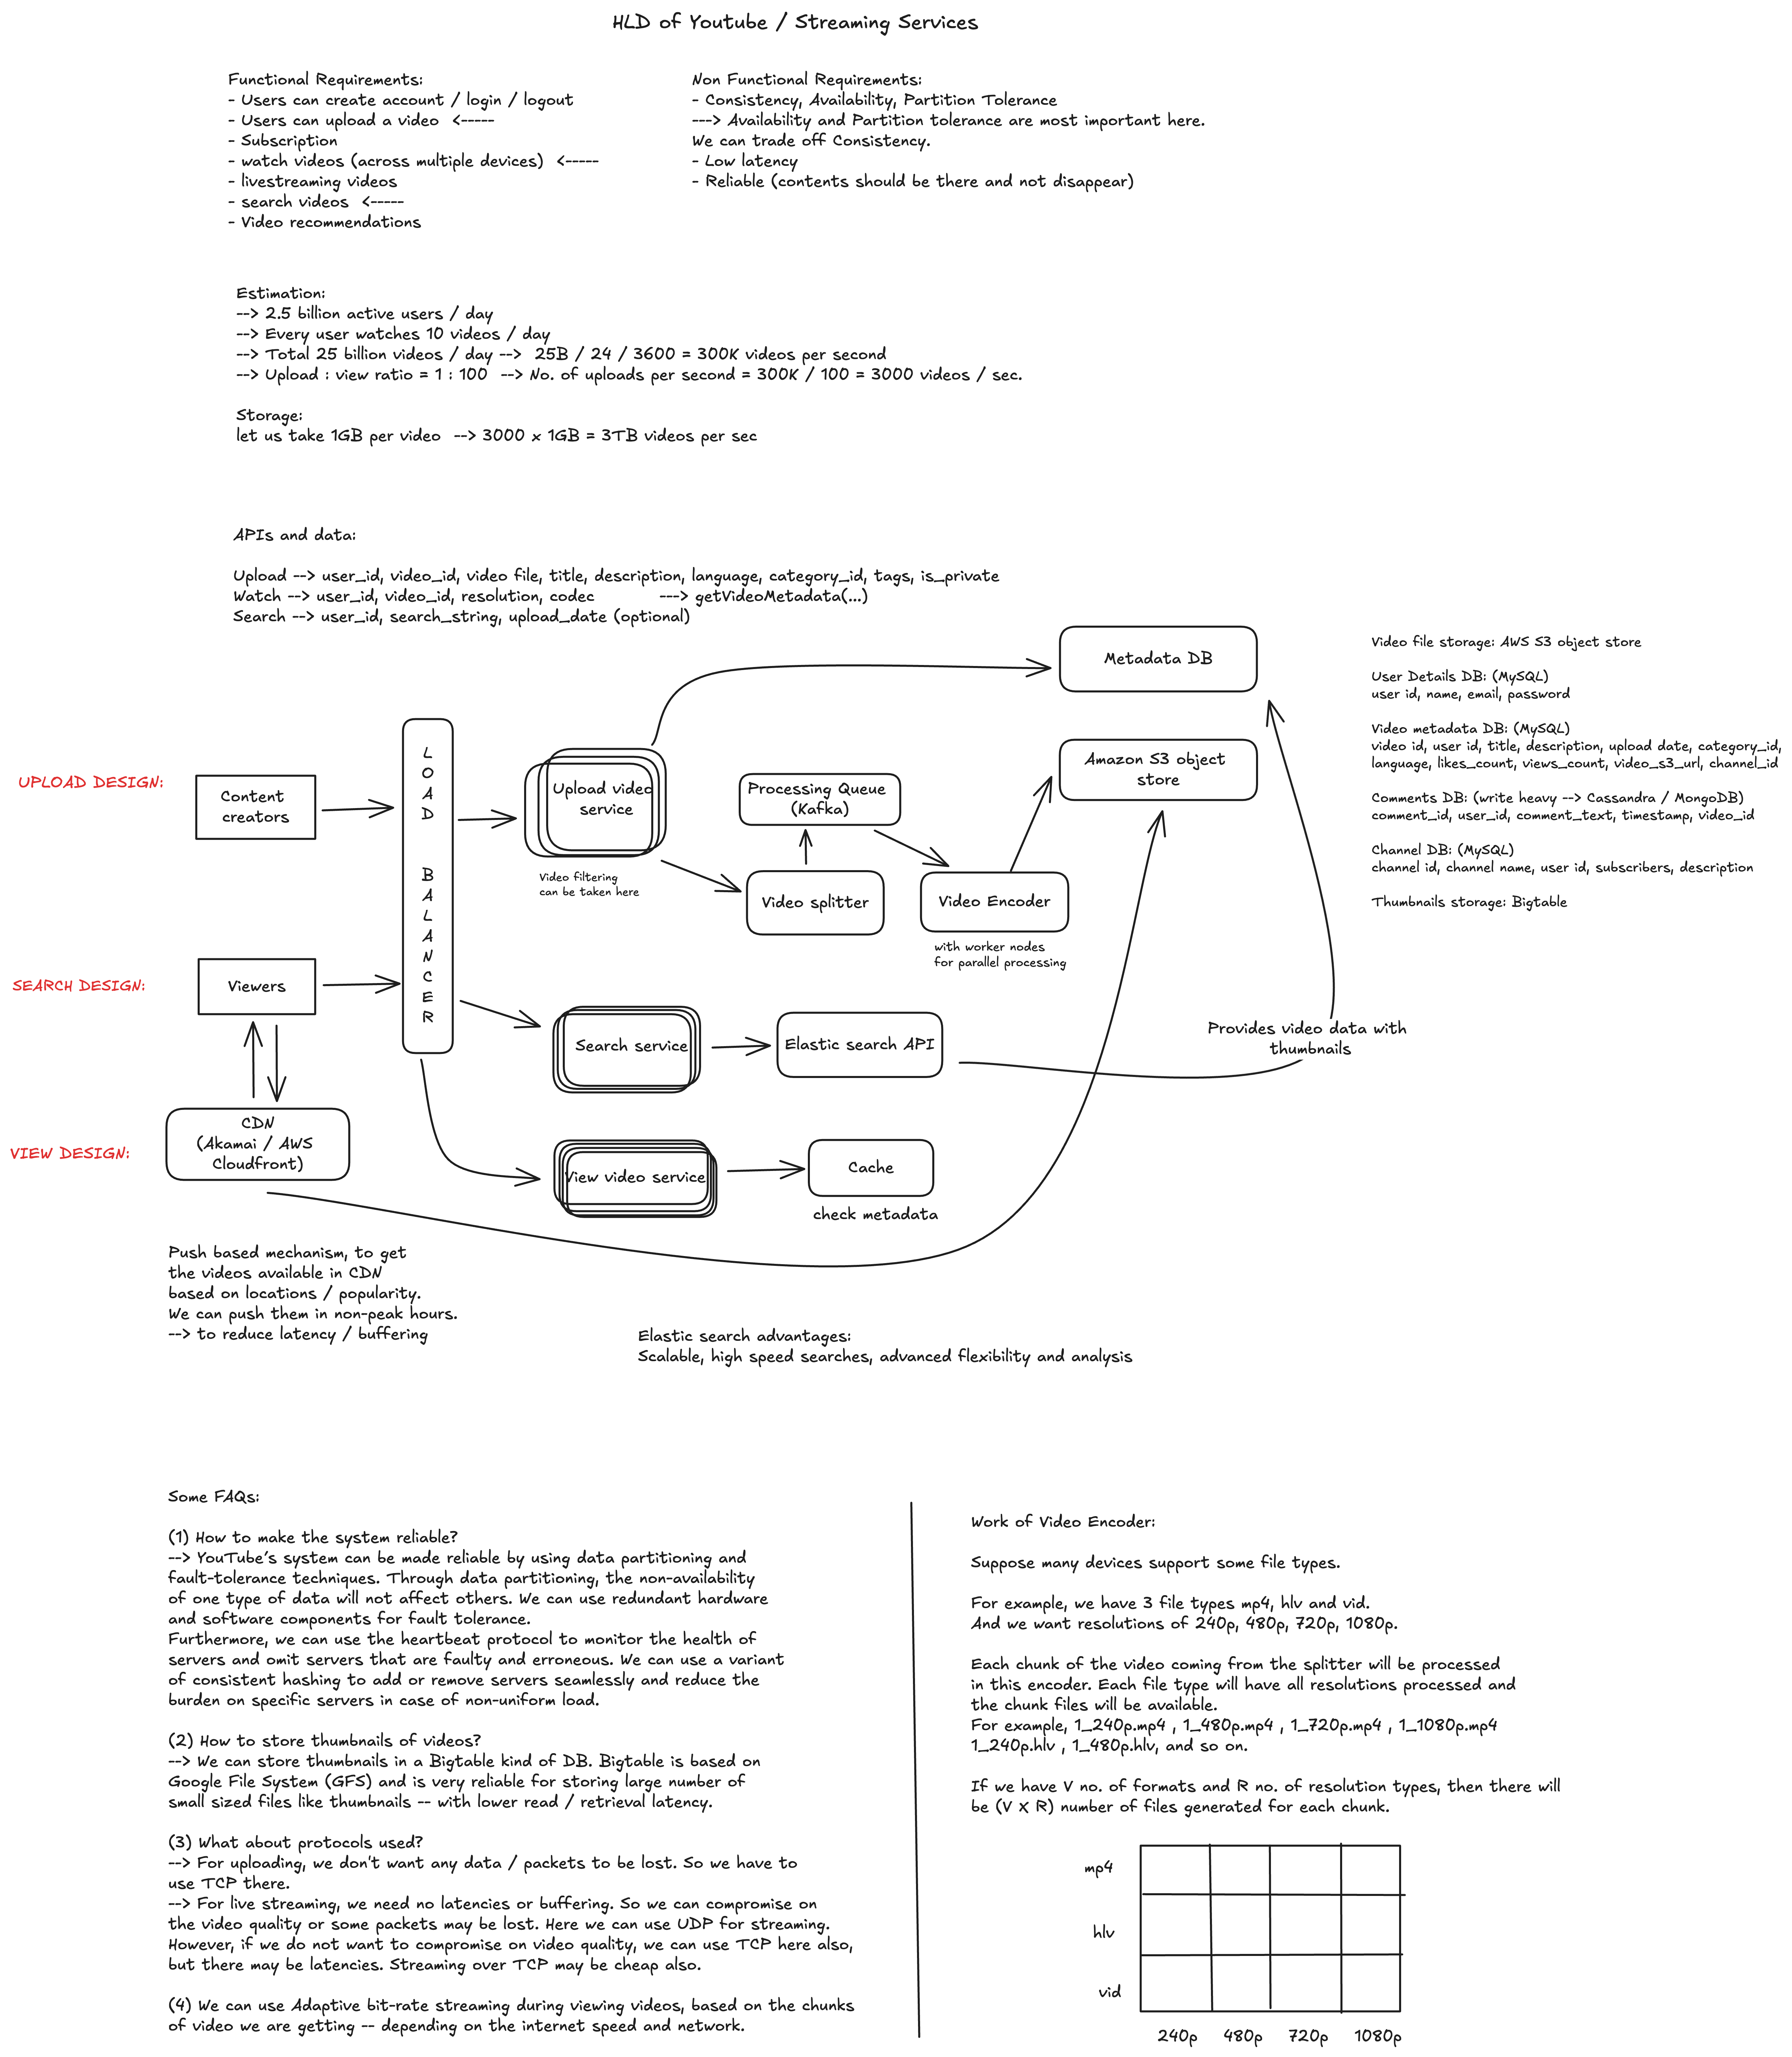 HLD of Youtube / Streaming Services
Functional Requirements:
- Users can create account / login / logout
- Users can upload a video <-----
- Subscription
- watch videos (across multiple devices) <-----
- livestreaming videos
- search videos <-----
- Video recommendations
Non Functional Requirements:
- Consistency, Availability, Partition Tolerance
---> Availability and Partition tolerance are most important here.
We can trade off Consistency.
- Low latency
- Reliable (contents should be there and not disappear)
Estimation:
--> 2.5 billion active users / day
--> Every user watches 10 videos / day
--> Total 25 billion videos / day --> 25B / 24 / 3600 = 300K videos per second
--> Upload : view ratio = 1 : 100 --> No. of uploads per second = 300K / 100 = 3000 videos / sec.
Storage:
let us take 1GB per video --> 3000 x 1GB = 3TB videos per sec
APIs and data:
Upload --> user_id, video_id, video file, title, description, language, category_id, tags, is_private
Watch --> user_id, video_id, resolution, codec ---> getVideoMetadata(...)
Search --> user_id, search_string, upload_date (optional)
Metadata DB
Video file storage: AWS S3 object store
User Details DB: (MySQL)
user id, name, email, password
Video metadata DB: (MySQL)
video id, user id, title, description, upload date, category_id,
language, likes_count, views_count, video_s3_url, channel_id
Comments DB: (write heavy --> Cassandra / MongoDB)
comment_id, user_id, comment_text, timestamp, video_id
Channel DB: (MySQL)
channel id, channel name, user id, subscribers, description
Thumbnails storage: Bigtable
UPLOAD DESIGN:
Content
creators
LOAD BALANCER
Upload video
service
Video filtering
can be taken here
Processing Queue
(Kafka)
Video splitter
Video Encoder
with worker nodes
for parallel processing
Amazon S3 object
store
SEARCH DESIGN:
Viewers
Search service
Elastic search API
Provides video data with
thumbnails
VIEW DESIGN:
CDN
(Akamai / AWS
Cloudfront)
View video service
Cache
check metadata
Push based mechanism, to get
the videos available in CDN
based on locations / popularity.
We can push them in non-peak hours.
--> to reduce latency / buffering
Elastic search advantages:
Scalable, high speed searches, advanced flexibility and analysis
Some FAQs:
(1) How to make the system reliable?
--> YouTube's system can be made reliable by using data partitioning and
fault-tolerance techniques. Through data partitioning, the non-availability
of one type of data will not affect others. We can use redundant hardware
and software components for fault tolerance.
Furthermore, we can use the heartbeat protocol to monitor the health of
servers and omit servers that are faulty and erroneous. We can use a variant
of consistent hashing to add or remove servers seamlessly and reduce the
burden on specific servers in case of non-uniform load.
(2) How to store thumbnails of videos?
--> We can store thumbnails in a Bigtable kind of DB. Bigtable is based on
Google File System (GFS) and is very reliable for storing large number of
small sized files like thumbnails -- with lower read / retrieval latency.
(3) What about protocols used?
--> For uploading, we don't want any data / packets to be lost. So we have to
use TCP there.
--> For live streaming, we need no latencies or buffering. So we can compromise on
the video quality or some packets may be lost. Here we can use UDP for streaming.
However, if we do not want to compromise on video quality, we can use TCP here also,
but there may be latencies. Streaming over TCP may be cheap also.
(4) We can use Adaptive bit-rate streaming during viewing videos, based on the chunks
of video we are getting -- depending on the internet speed and network.
Work of Video Encoder:
Suppose many devices support some file types.
For example, we have 3 file types mp4, hlv and vid.
And we want resolutions of 240p, 480p, 720p, 1080p.
Each chunk of the video coming from the splitter will be processed
in this encoder. Each file type will have all resolutions processed and
the chunk files will be available.
For example, 1_240p.mp4 , 1_480p.mp4 , 1_720p.mp4 , 1_1080p.mp4
1_240p.hlv , 1_480p.hlv, and so on.
If we have V no. of formats and R no. of resolution types, then there will
be (V X R) number of files generated for each chunk.
mp4
hlv
vid
240p 480p 720p 1080p